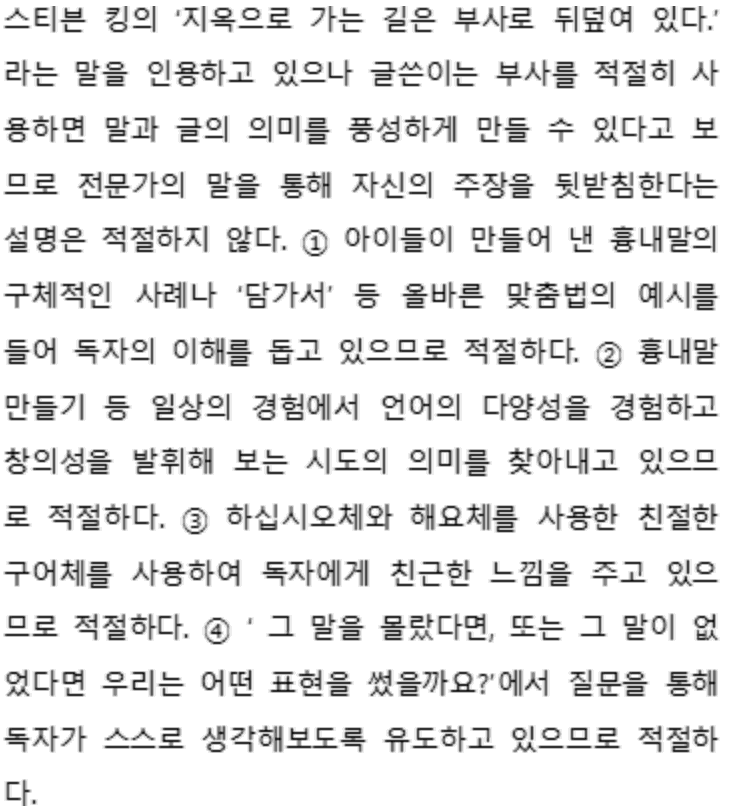 스티븐 킹의 ‘지옥으로 가는 길은 부사로 뒤덮여 있다.’
라는 말을 인용하고 있으나 글쓴이는 부사를 적절히 사
용하면 말과 글의 의미를 풍성하게 만들 수 있다고 보
므로 전문가의 말을 통해 자신의 주장을 뒷받침한다는
설명은 적절하지 않다. ① 아이들이 만들어 낸 흉내말의
구체적인 사례나 ‘담가서’ 등 올바른 맞춤법의 예시를
들어 독자의 이해를 돕고 있으므로 적절하다. ② 흉내말
만들기 등 일상의 경험에서 언어의 다양성을 경험하고
창의성을 발휘해 보는 시도의 의미를 찾아내고 있으므
로 적절하다. ③ 하십시오체와 해요체를 사용한 친절한
구어체를 사용하여 독자에게 친근한 느낌을 주고 있으
므로 적절하다. ④ ‘ 그 말을 몰랐다면, 또는 그 말이 없
었다면 우리는 어떤 표현을 썼을까요?’에서 질문을 통해
독자가 스스로 생각해보도록 유도하고 있으므로 적절하
다.